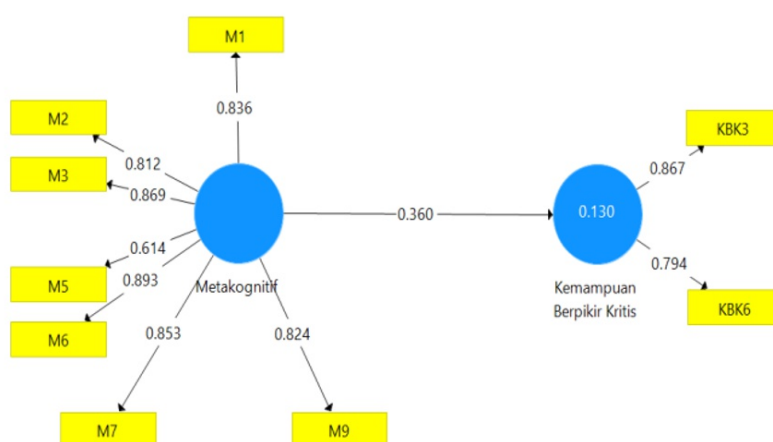 M1
0.836
M2
0.812
M3
0.869
0.614
M5
0.893
M6
Metakognitif
0.853
M7
0.824
M9
0.360
0.130
Kemampuan
Berpikir Kritis
KBK3
0.867
0.794
KBK6